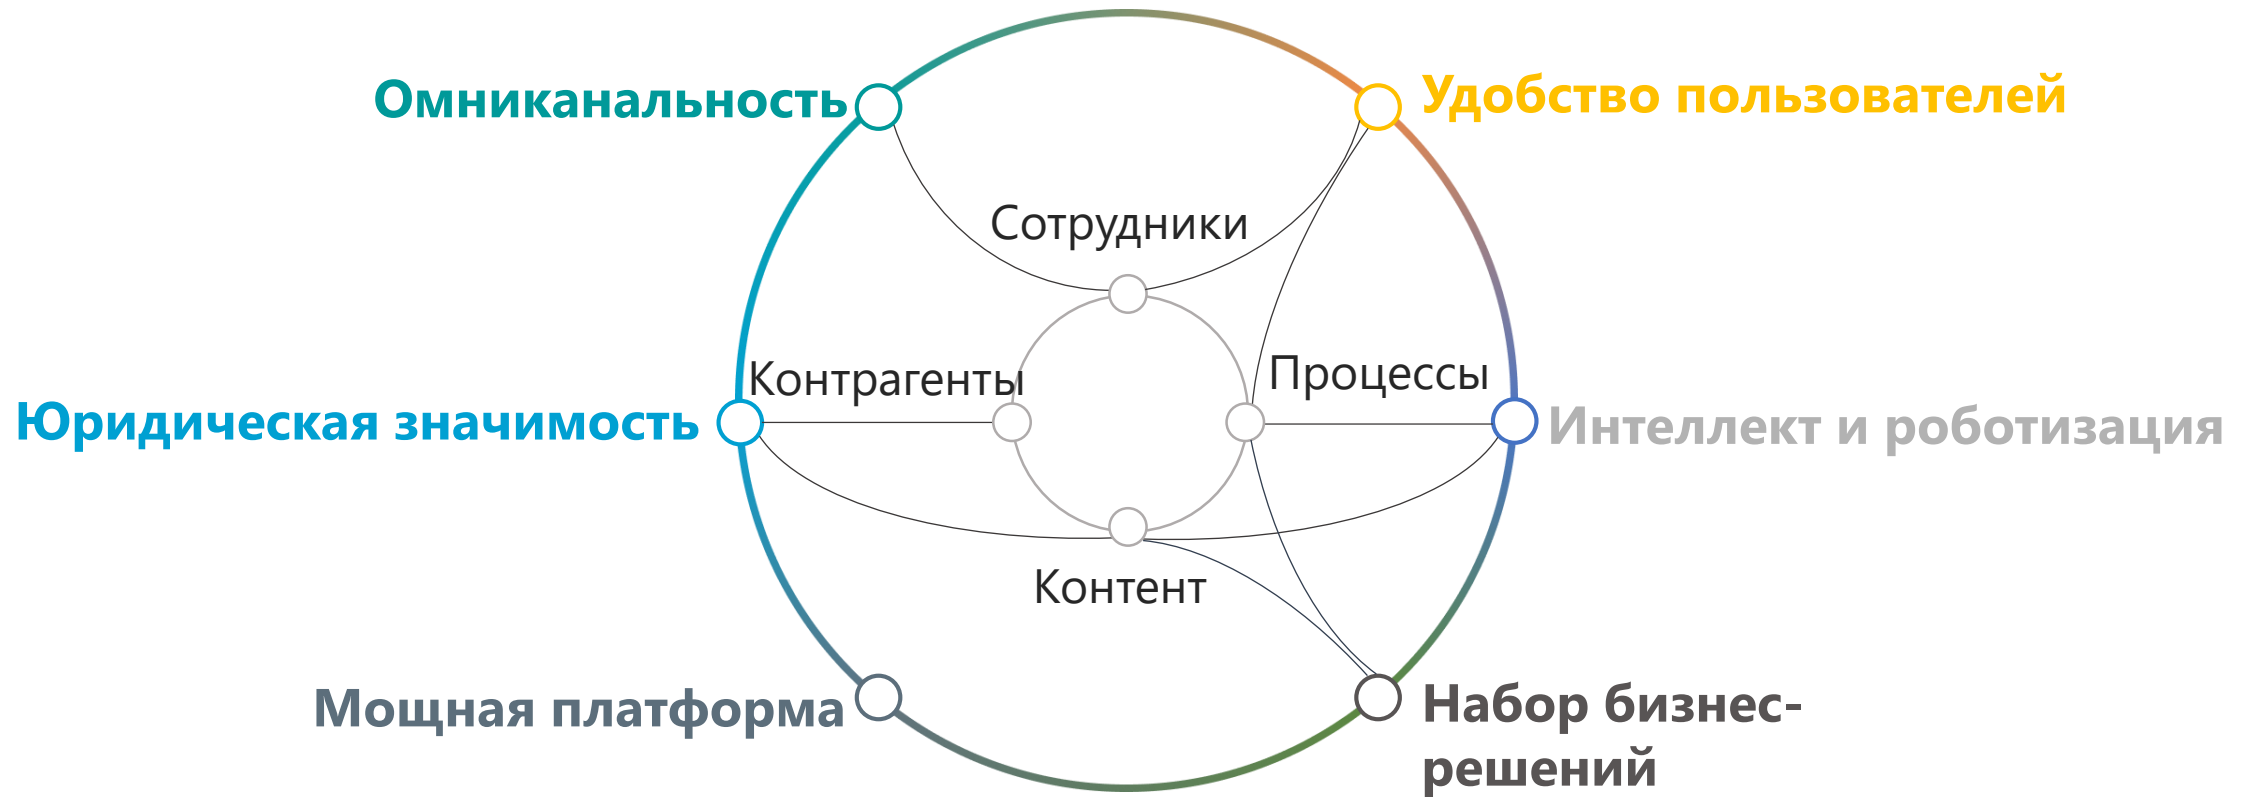 Омниканальность
Удобство пользователей
Сотрудники
Контрагенты
Процессы
Юридическая значимость
Интеллект и роботизация
Контент
Мощная платформа
Набор бизнес-
решений